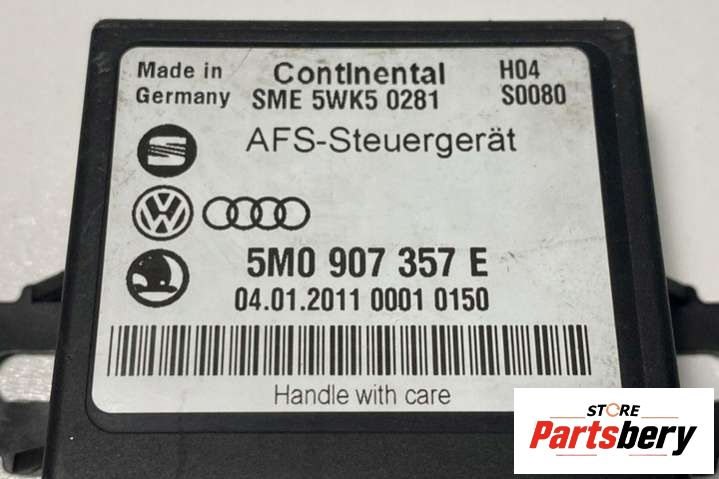 Made in Germany
Continental
SME 5WK5 0281
H04
S0080
AFS-Steuergerät
5M0 907 357 E
04.01.2011 0001 0150
Handle with care
STORE
Partsbery